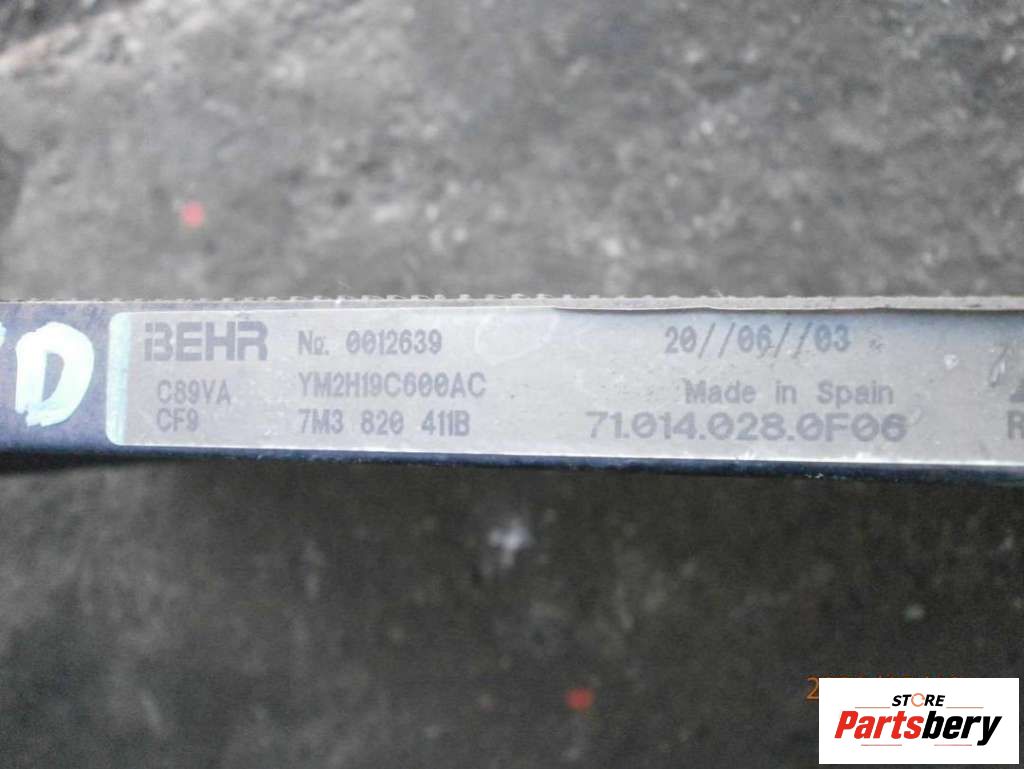 D
BEHR No. 0012639 20//06//03
C89VA YM2H19C600AC Made in Spain
CF9 7M3 820 411B 71.014.028.0F06 R
STORE
Partsbery